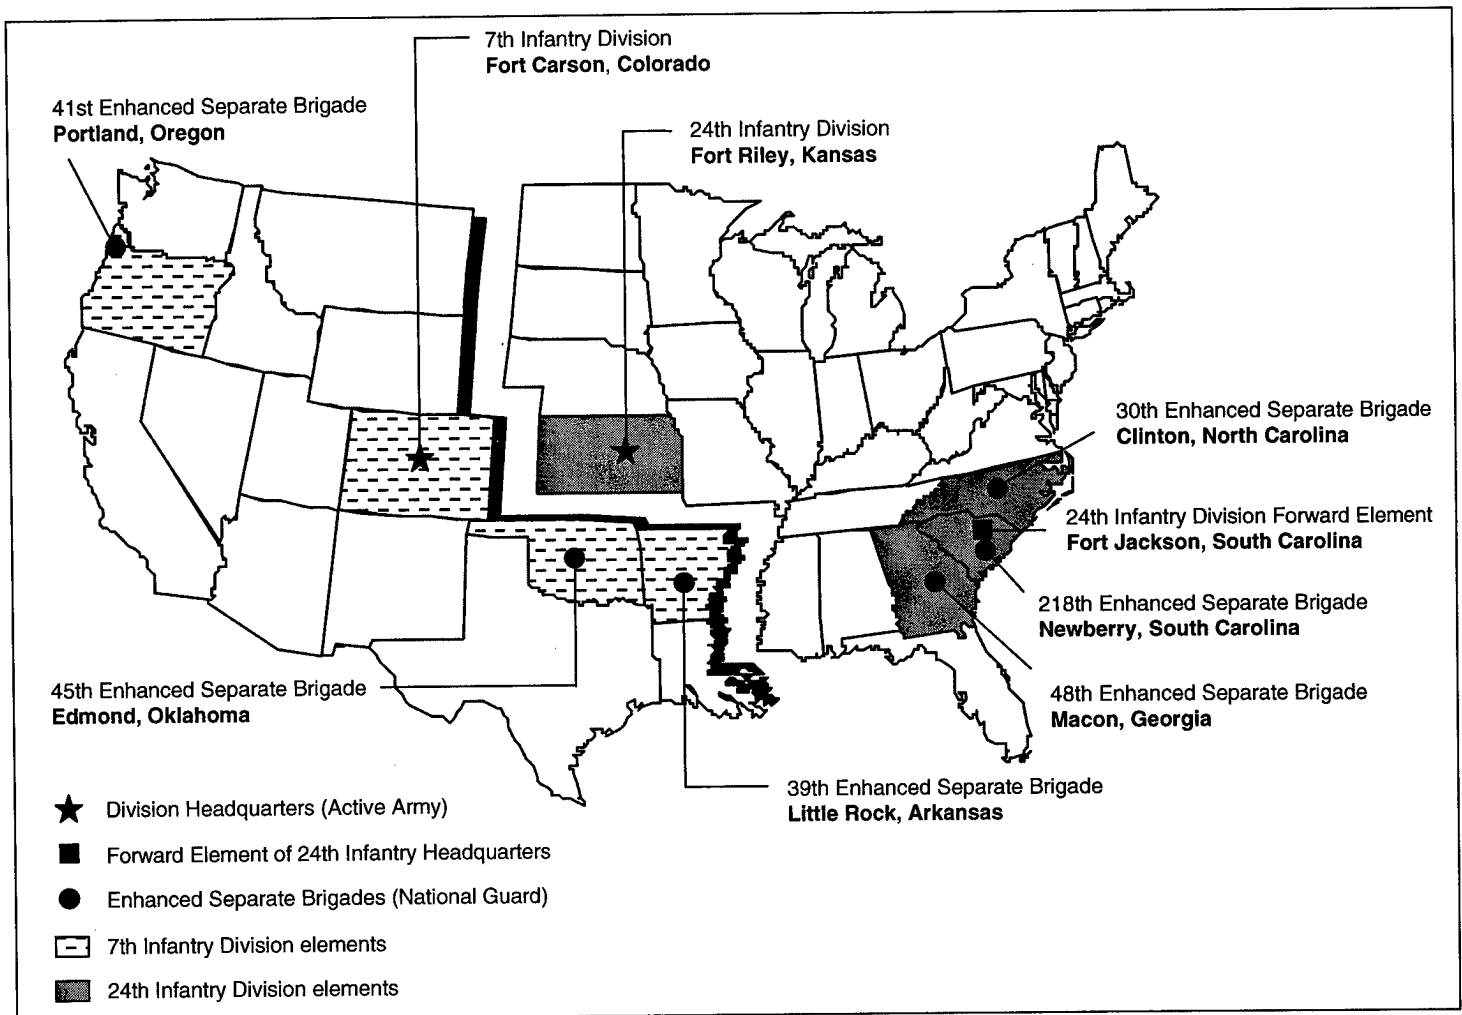 7th Infantry Division
Fort Carson, Colorado
41st Enhanced Separate Brigade
Portland, Oregon
24th Infantry Division
Fort Riley, Kansas
30th Enhanced Separate Brigade
Clinton, North Carolina
24th Infantry Division Forward Element
Fort Jackson, South Carolina
218th Enhanced Separate Brigade
Newberry, South Carolina
45th Enhanced Separate Brigade
Edmond, Oklahoma
48th Enhanced Separate Brigade
Macon, Georgia
39th Enhanced Separate Brigade
Little Rock, Arkansas
Division Headquarters (Active Army)
Forward Element of 24th Infantry Headquarters
Enhanced Separate Brigades (National Guard)
7th Infantry Division elements
24th Infantry Division elements